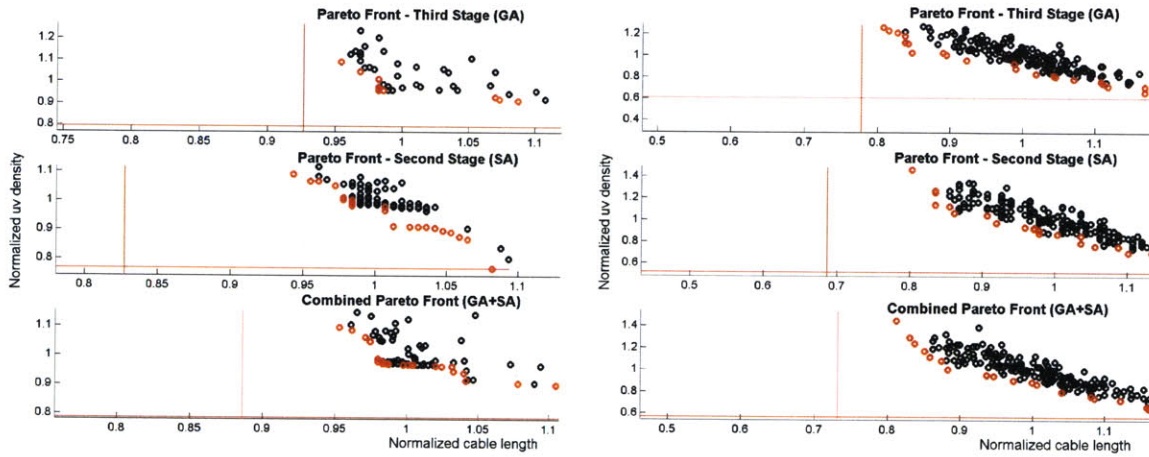 Pareto Front - Third Stage (GA)
1.2
1.1
1
0.9
0.8
0.75 0.8 0.85 0.9 0.95 1 1.05 1.1
Pareto Front - Second Stage (SA)
Normalized uv density
1.1
1
0.9
0.8
0.8 0.85 0.9 0.95 1 1.05 1.1
Combined Pareto Front (GA+SA)
1.1
1
0.9
0.8
0.8 0.85 0.9 0.95 1 1.05 1.1
Normalized cable length
Pareto Front - Third Stage (GA)
1.2
1
0.8
0.6
0.4
0.5 0.6 0.7 0.8 0.9 1 1.1
Pareto Front - Second Stage (SA)
Normalized uv density
1.4
1.2
1
0.8
0.6
0.5 0.6 0.7 0.8 0.9 1 1.1
Combined Pareto Front (GA+SA)
1.4
1.2
1
0.8
0.6
0.5 0.6 0.7 0.8 0.9 1 1.1
Normalized cable length